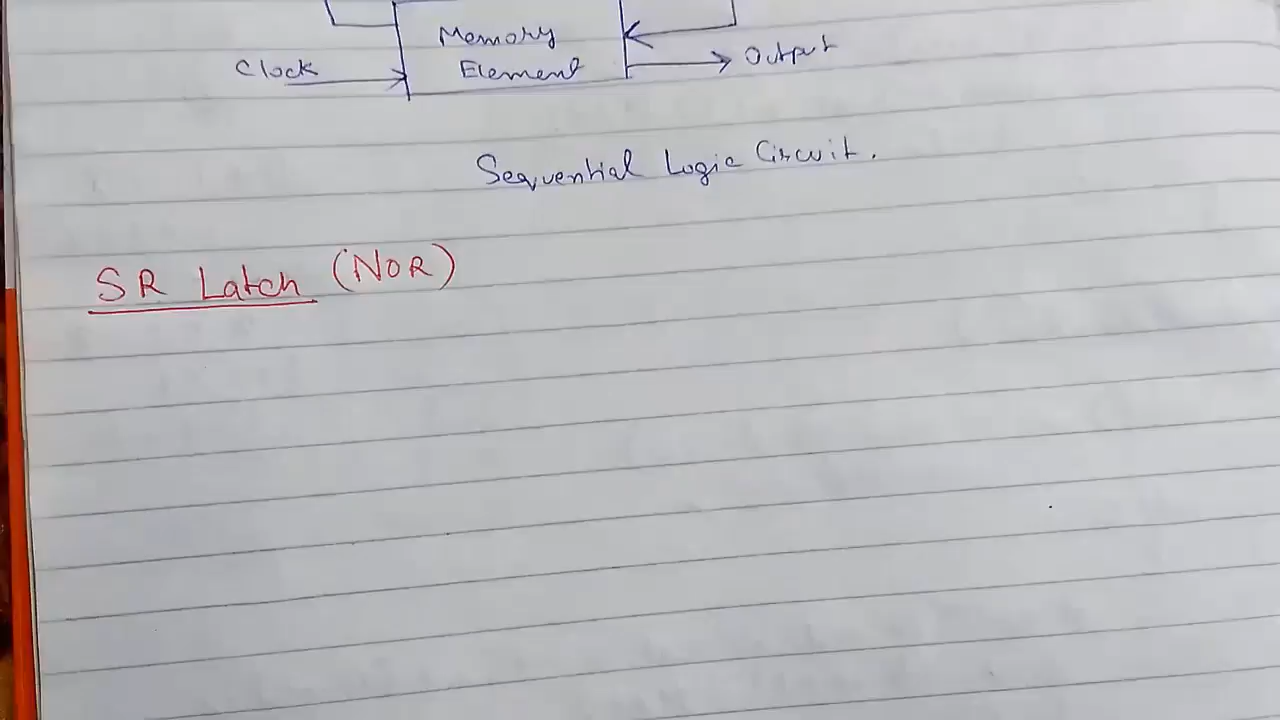 Memory
Clock Element Output
Sequential Logic Circuit.
SR Latch (NOR)